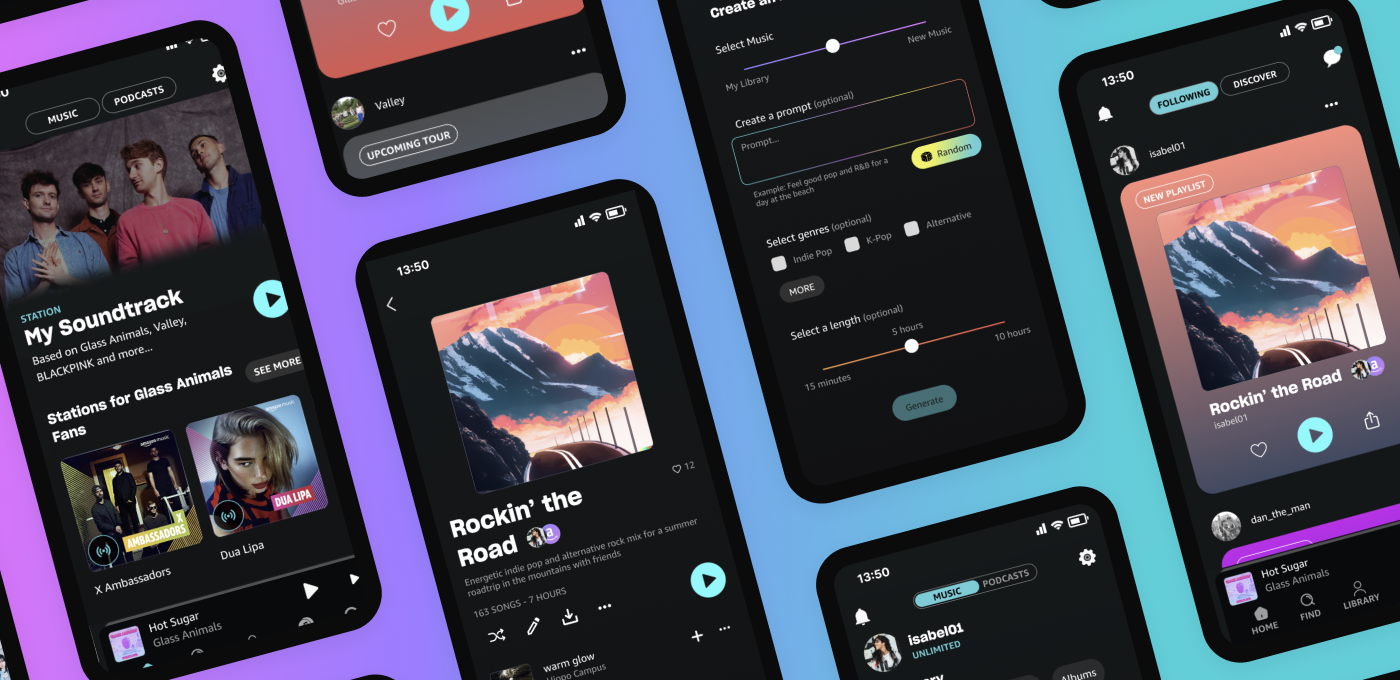 MUSIC
PODCASTS
STATION
My Soundtrack
Based on Glass Animals, Valley,
BLACKPINK and more...
Stations for Glass Animals
Fans
SEE MORE
amazon music
X
AMBASSADORS
amazon music
DUA LIPA
X Ambassadors
Dua Lipa
Hot Sugar
Glass Animals
Valley
UPCOMING TOUR
13:50
Rockin' the
Road
a
12
Energetic indie pop and alternative rock mix for a summer
roadtrip in the mountains with friends
163 SONGS - 7 HOURS
warm glow
Hippo Campus
Select Music
My Library
New Music
Create a prompt (optional)
Prompt...
Example: Feel good pop and R&B for a
day at the beach
Random
Select genres (optional)
Indie Pop
K-Pop
Alternative
MORE
Select a length (optional)
5 hours
15 minutes
10 hours
Generate
13:50
MUSIC
PODCASTS
isabel01
UNLIMITED
Albums
13:50
FOLLOWING
DISCOVER
isabel01
NEW PLAYLIST
Rockin' the Road
a
isabel01
dan_the_man
Hot Sugar
Glass Animals
HOME
FIND
LIBRARY